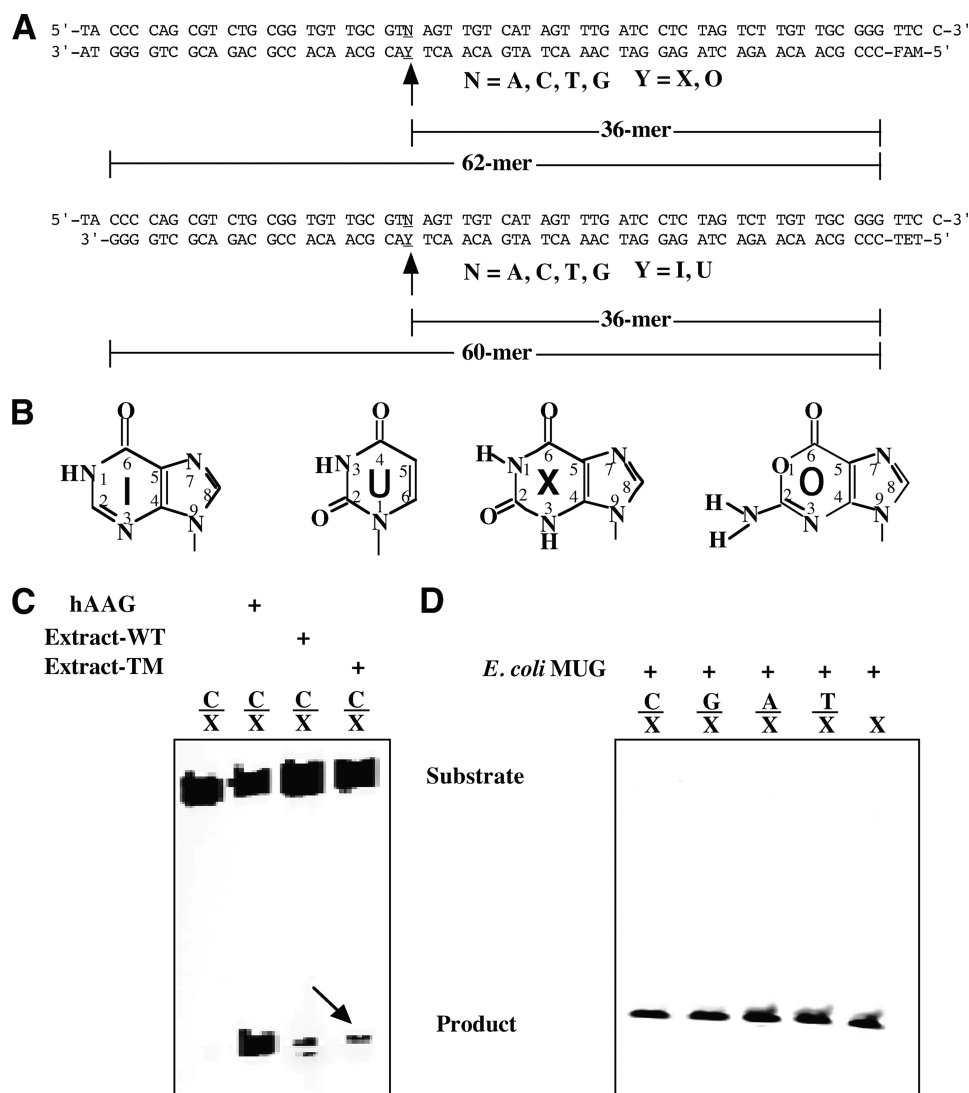 A
5'-TA CCCC CAG CGT CTG CGG TGT TGC GTN AGT TGT CAT AGT TTG ATC CTC TAG TCT TGT TGC GGG TTC C-3'
3'-AT GGGG GTC GCA GAC GCC ACA ACG CAY TCA ACA GTA TCA AAC TAG GAG ATC AGA ACA ACG CCC-FAM-5'
N = A, C, T, G Y = X, O
36-mer
62-mer
5'-TA CCCC CAG CGT CTG CGG TGT TGC GTN AGT TGT CAT AGT TTG ATC CTC TAG TCT TGT TGC GGG TTC C-3'
3'-GGG GTC GCA GAC GCC ACA ACG CAY TCA ACA GTA TCA AAC TAG GAG ATC AGA ACA ACG CCC-TET-5'
N = A, C, T, G Y = I, U
36-mer
60-mer
B
O
HN 1 2 3 N 4 5 6 N 7 8 9 N I
O
HN 3 4 5 6 1 N 2 O U
O
H N 1 2 O 3 N H 4 5 6 N 7 8 9 N X
O
O 1 2 3 N 4 5 6 N 7 8 9 N H N H O
C
hAAG +
Extract-WT +
Extract-TM +
C C C C
X X X X
D
E. coli MUG + + + + +
C G A T
X X X X X
Substrate
Product